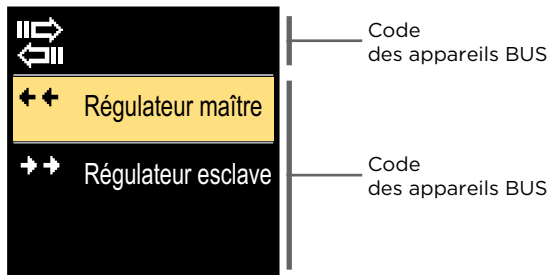 Code
des appareils BUS
Régulateur maître
Régulateur esclave
Code
des appareils BUS